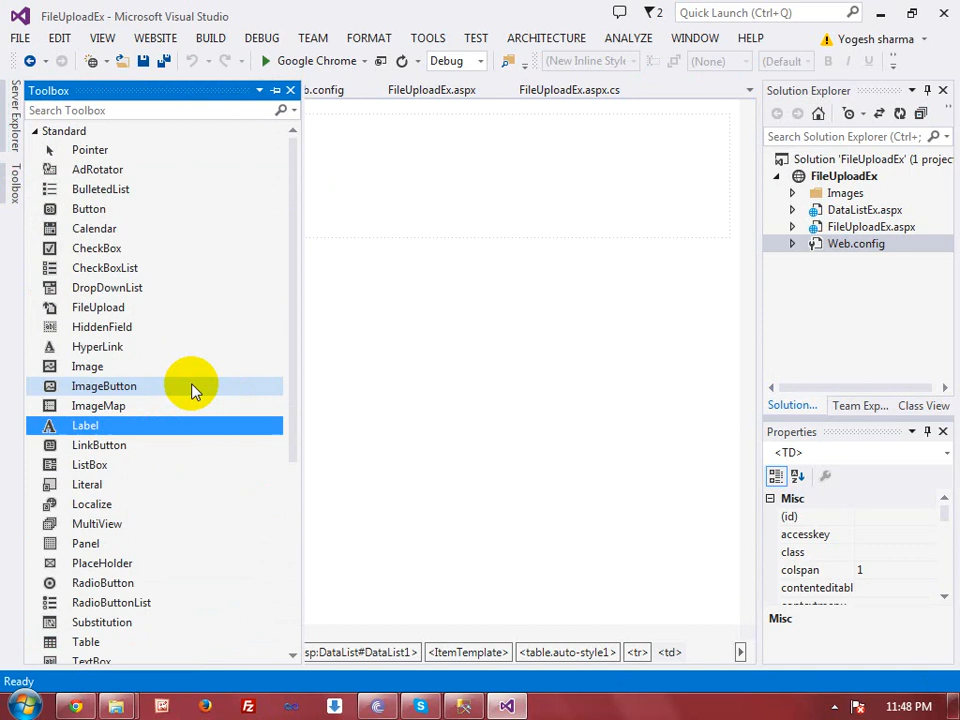 FileUploadEx - Microsoft Visual Studio
2
Quick Launch (Ctrl+Q)
FILE EDIT VIEW WEBSITE BUILD DEBUG TEAM FORMAT TOOLS TEST ARCHITECTURE ANALYZE WINDOW HELP
Yogesh sharma
Google Chrome Debug (New Inline Style (None) (Default B I U
Server Explorer
Toolbox
Toolbox
Search Toolbox
Standard
Pointer
AdRotator
BulletedList
Button
Calendar
CheckBox
CheckBoxList
DropDownList
FileUpload
HiddenField
HyperLink
Image
ImageButton
ImageMap
Label
LinkButton
ListBox
Literal
Localize
MultiView
Panel
PlaceHolder
RadioButton
RadioButtonList
Substitution
Table
TextBox
b.config FileUploadEx.aspx FileUploadEx.aspx.cs
sp:DataList#DataList1> <ItemTemplate> <table.auto-style1> <tr> <td>
Solution Explorer
Search Solution Explorer (Ctrl+;
Solution 'FileUploadEx' (1 projec
FileUploadEx
Images
DataListEx.aspx
FileUploadEx.aspx
Web.config
Solution... Team Exp... Class View
Properties
<TD>
Misc
(id)
accesskey
class
colspan 1
contenteditabl
Misc
Ready
11:48 PM